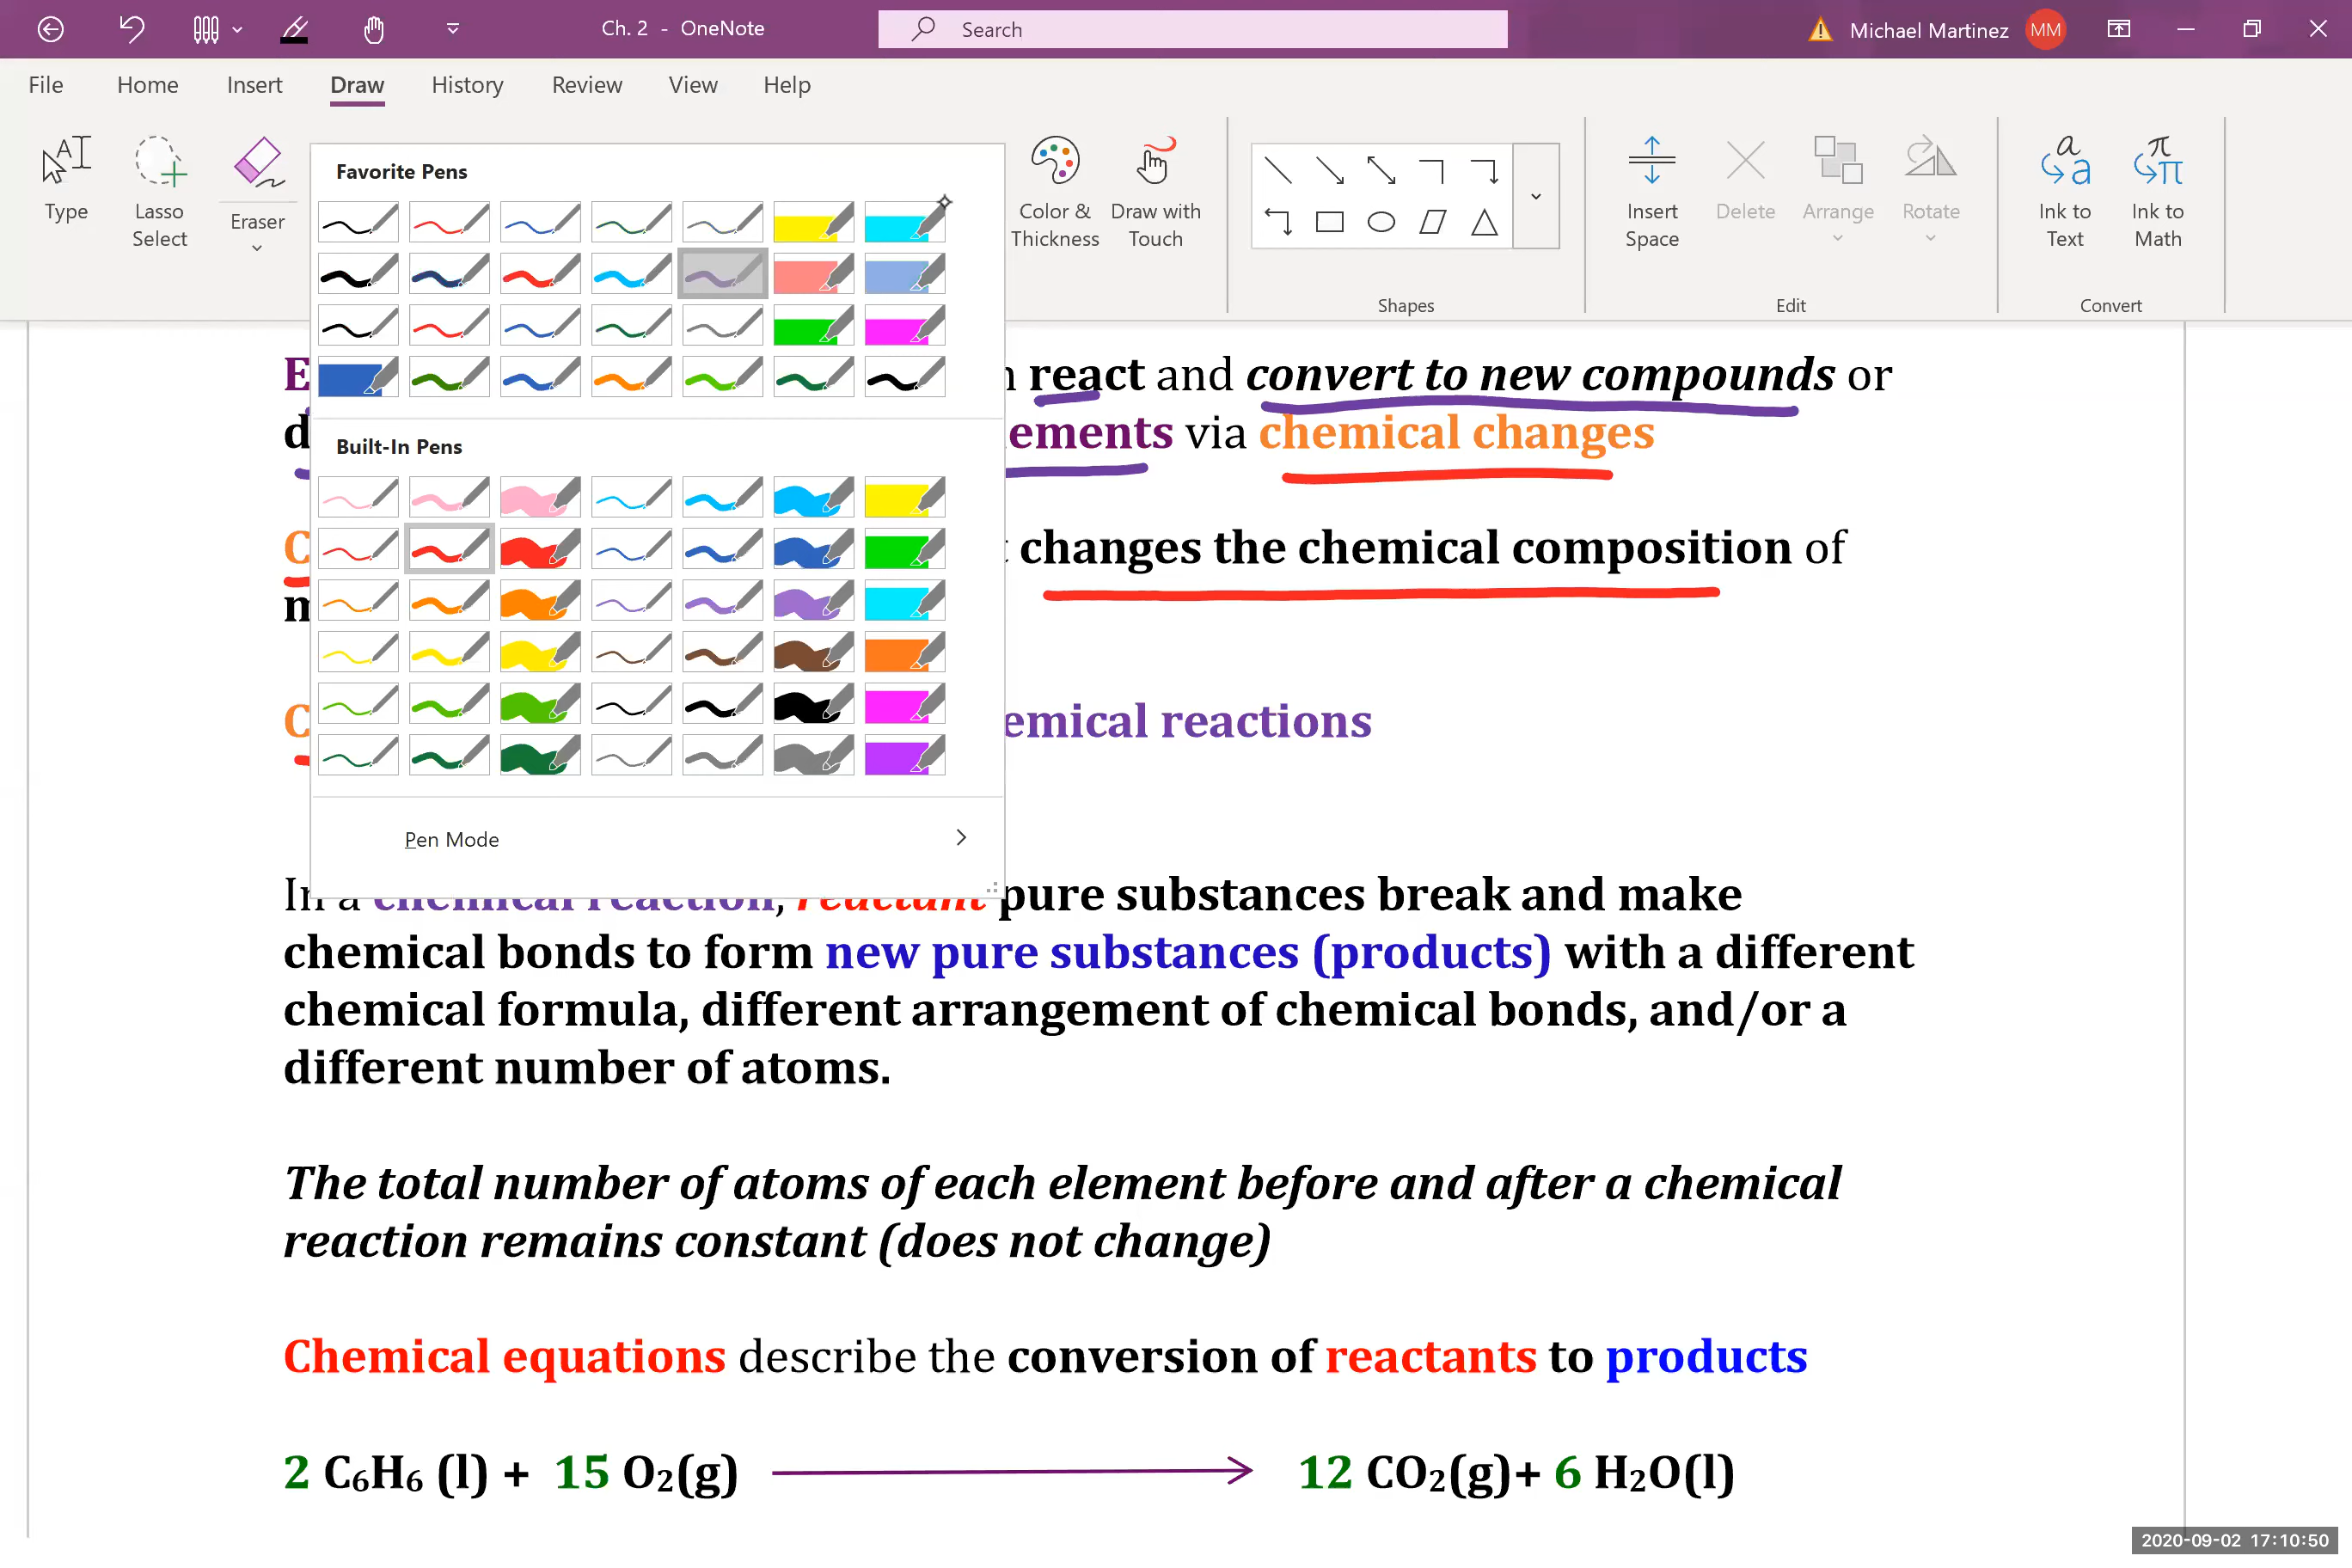 Ch. 2 - OneNote
Search
Michael Martinez
MM
File Home Insert Draw History Review View Help
Type
Lasso Select
Eraser
Favorite Pens
Built-In Pens
Pen Mode
Color & Thickness
Draw with Touch
Shapes
Insert Space
Delete
Arrange
Rotate
Edit
Ink to Text
Ink to Math
Convert
react and convert to new compounds or
via chemical changes
changes the chemical composition of
reactions
In a chemical reaction, reactant pure substances break and make
chemical bonds to form new pure substances (products) with a different
chemical formula, different arrangement of chemical bonds, and/or a
different number of atoms.
The total number of atoms of each element before and after a chemical
reaction remains constant (does not change)
Chemical equations describe the conversion of reactants to products
2 C₆H₆ (l) + 15 O₂(g) → 12 CO₂(g)+ 6 H₂O(l)
2020-09-02 17:10:50